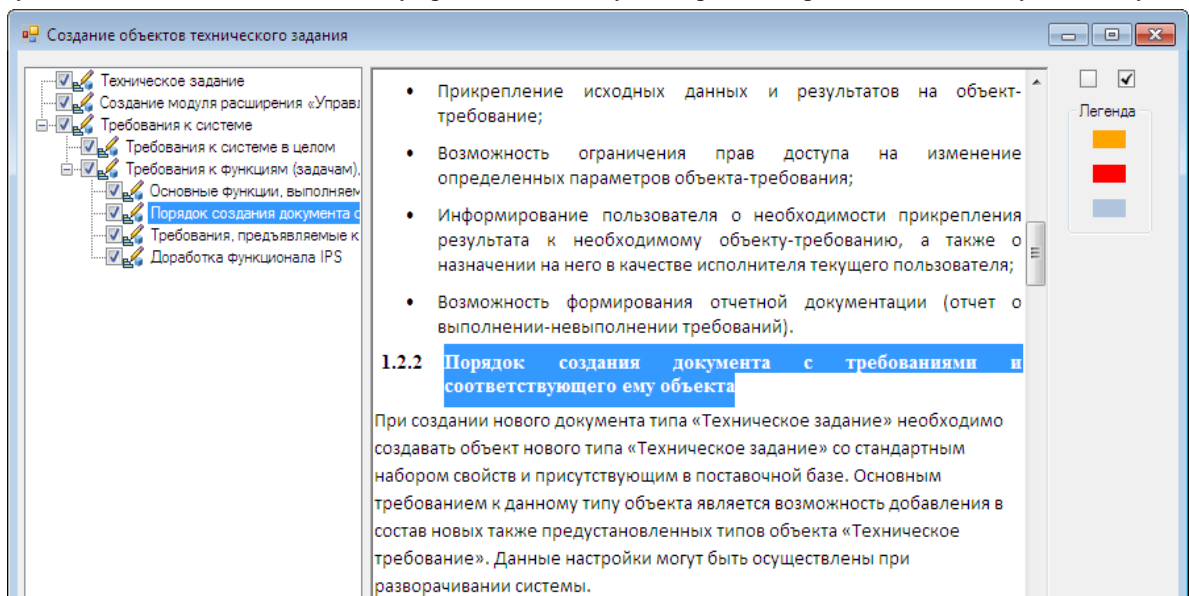 Создание объектов технического задания
Техническое задание
Создание модуля расширения «Управл
Требования к системе
Требования к системе в целом
Требования к функциям (задачам),
Основные функции, выполняем
Порядок создания документа с
Требования, предъявляемые к
Доработка функционала IPS
• Прикрепление исходных данных и результатов на объект-
требование;
• Возможность ограничения прав доступа на изменение
определенных параметров объекта-требования;
• Информирование пользователя о необходимости прикрепления
результата к необходимому объекту-требованию, а также о
назначении на него в качестве исполнителя текущего пользователя;
• Возможность формирования отчетной документации (отчет о
выполнении-невыполнении требований).
1.2.2 Порядок создания документа с требованиями и
соответствующего ему объекта
При создании нового документа типа «Техническое задание» необходимо
создавать объект нового типа «Техническое задание» со стандартным
набором свойств и присутствующим в поставочной базе. Основным
требованием к данному типу объекта является возможность добавления в
состав новых также предустановленных типов объекта «Техническое
требование». Данные настройки могут быть осуществлены при
разворачивании системы.
Легенда